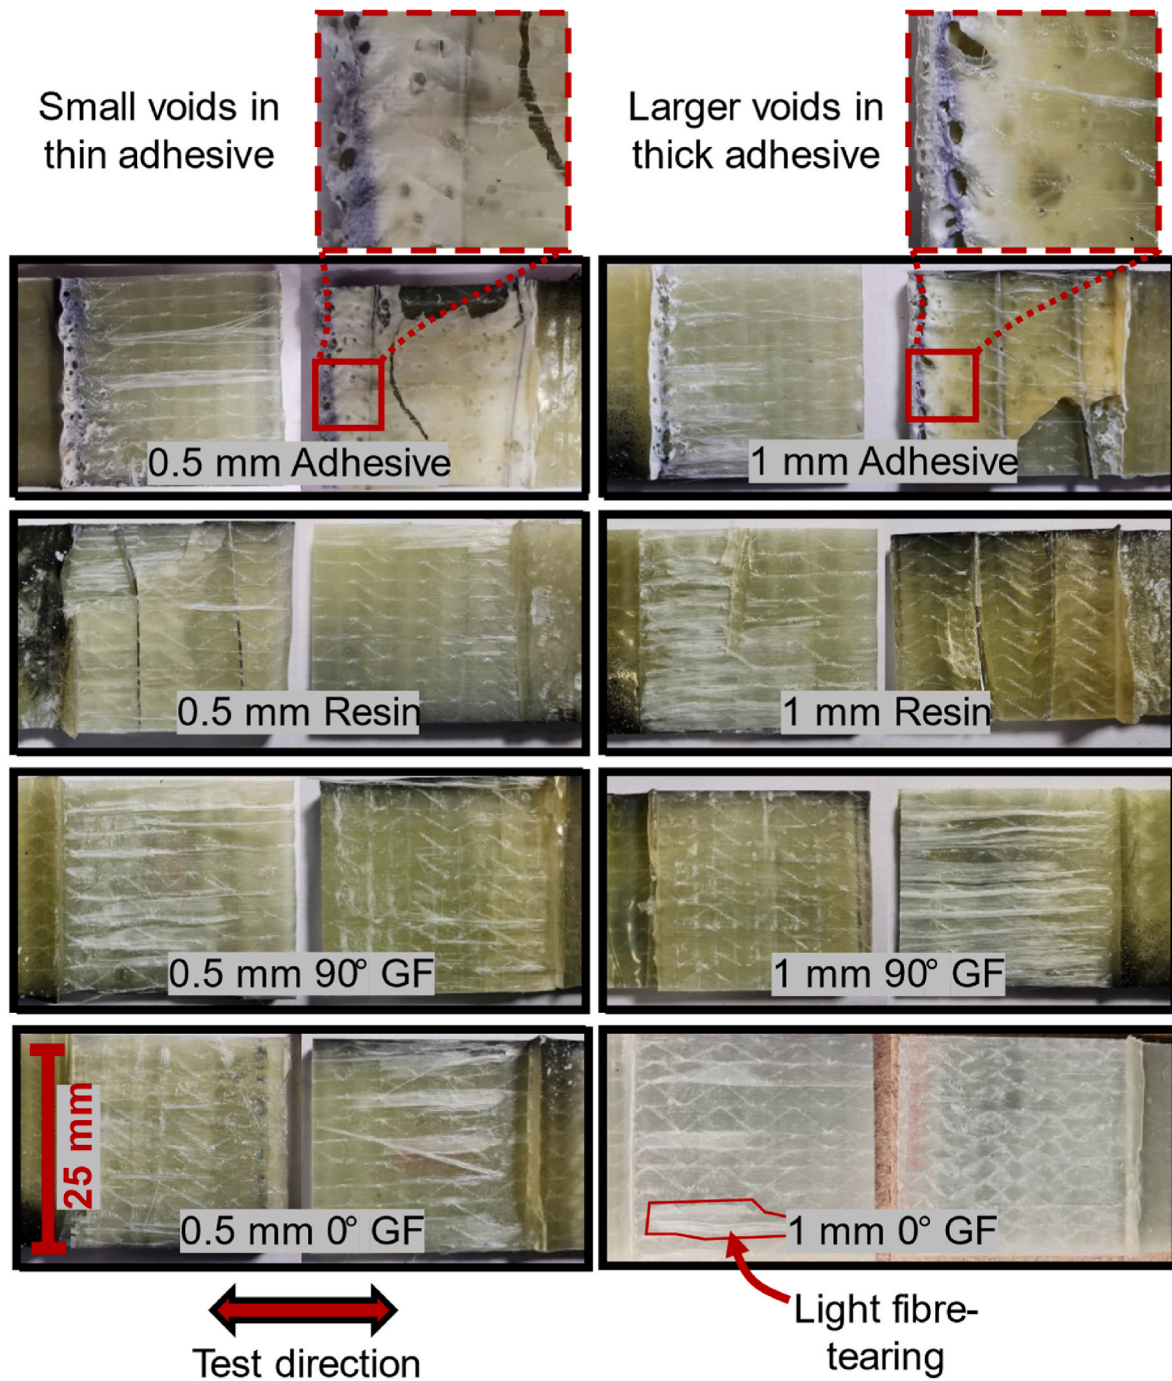 Small voids in
thin adhesive
Larger voids in
thick adhesive
0.5 mm Adhesive
1 mm Adhesive
0.5 mm Resin
1 mm Resin
0.5 mm 90° GF
1 mm 90° GF
25 mm
0.5 mm 0° GF
1 mm 0° GF
Test direction
Light fibre-
tearing